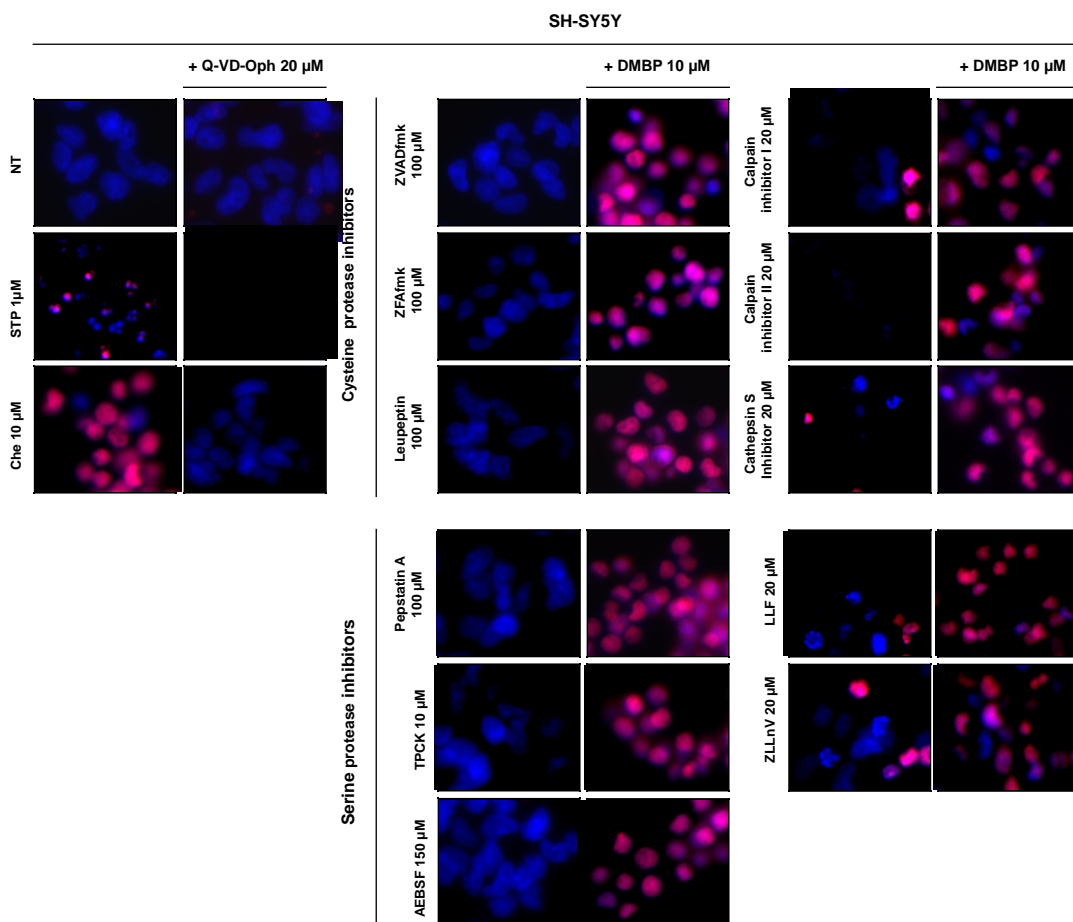 SH-SY5Y
+ Q-VD-Oph 20 µM
+ DMBP 10 µM
+ DMBP 10 µM
NT
STP 1µM
Che 10 µM
Cysteine protease inhibitors
ZVADfmk
100 µM
ZFAfmk
100 µM
Leupeptin
100 µM
Calpain
inhibitor I 20 µM
Calpain
inhibitor II 20 µM
Cathepsin S
Inhibitor 20 µM
Serine protease inhibitors
Pepstatin A
100 µM
TPCK 10 µM
AEBSF 150 µM
LLF 20 µM
ZLLnV 20 µM